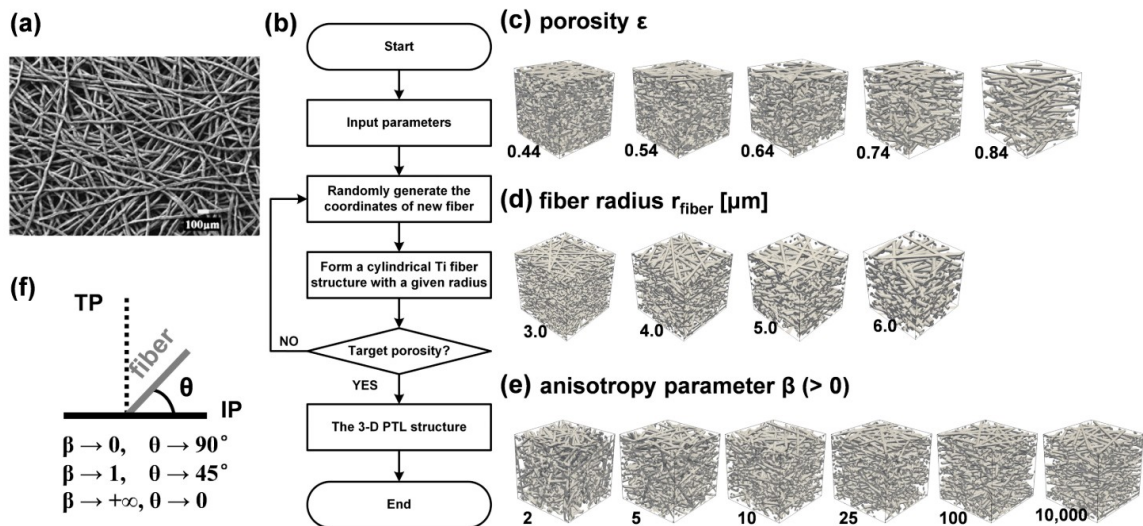 (a)
100μm
(b)
Start
Input parameters
Randomly generate the
coordinates of new fiber
Form a cylindrical Ti fiber
structure with a given radius
Target porosity?
NO
YES
The 3-D PTL structure
End
(c) porosity ε
0.44 0.54 0.64 0.74 0.84
(d) fiber radius rfiber [μm]
3.0 4.0 5.0 6.0
(e) anisotropy parameter β (> 0)
2 5 10 25 100 10,000
(f)
TP
fiber
θ
IP
β → 0, θ → 90°
β → 1, θ → 45°
β → +∞, θ → 0